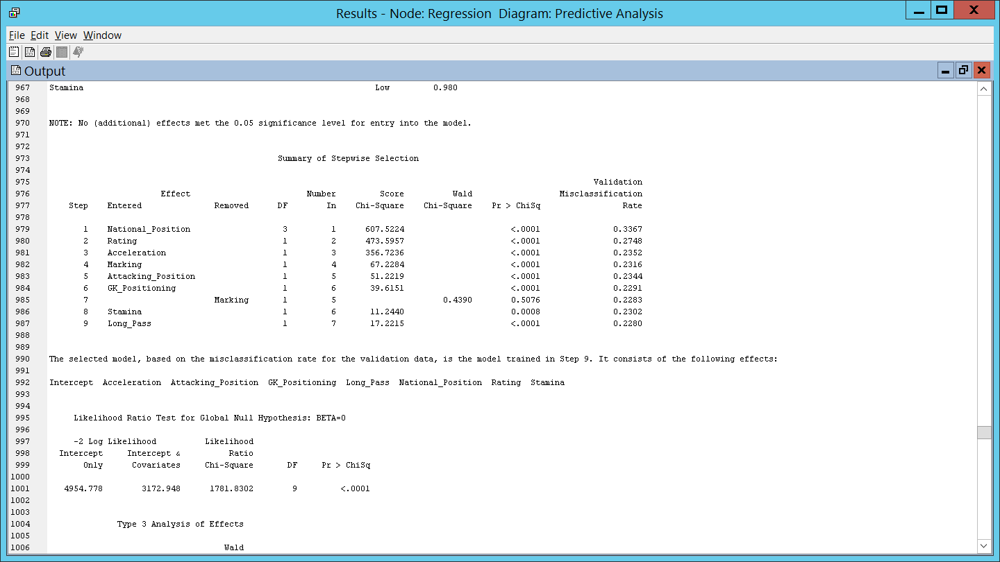 Results - Node: Regression  Diagram: Predictive Analysis
File Edit View Window
Output
967 Stamina Low 0.980
968
969
970 NOTE: No (additional) effects met the 0.05 significance level for entry into the model.
971
972
973 Summary of Stepwise Selection
974
975 Validation
976 Effect Number Score Wald Misclassification
977 Step Entered Removed DF In Chi-Square Chi-Square Pr > ChiSq Rate
978
979 1 National_Position 3 1 607.5224 <.0001 0.3367
980 2 Rating 1 2 473.5957 <.0001 0.2748
981 3 Acceleration 1 3 356.7236 <.0001 0.2352
982 4 Marking 1 4 67.2284 <.0001 0.2316
983 5 Attacking_Position 1 5 51.2219 <.0001 0.2344
984 6 GK_Positioning 1 6 39.6151 <.0001 0.2291
985 7 Marking 1 5 0.4390 0.5076 0.2283
986 8 Stamina 1 6 11.2440 0.0008 0.2302
987 9 Long_Pass 1 7 17.2215 <.0001 0.2280
988
989
990 The selected model, based on the misclassification rate for the validation data, is the model trained in Step 9. It consists of the following effects:
991
992 Intercept Acceleration Attacking_Position GK_Positioning Long_Pass National_Position Rating Stamina
993
994
995 Likelihood Ratio Test for Global Null Hypothesis: BETA=0
996
997 -2 Log Likelihood Likelihood
998 Intercept Intercept & Ratio
999 Only Covariates Chi-Square DF Pr > ChiSq
1000
1001 4954.778 3172.948 1781.8302 9 <.0001
1002
1003
1004 Type 3 Analysis of Effects
1005
1006 Wald